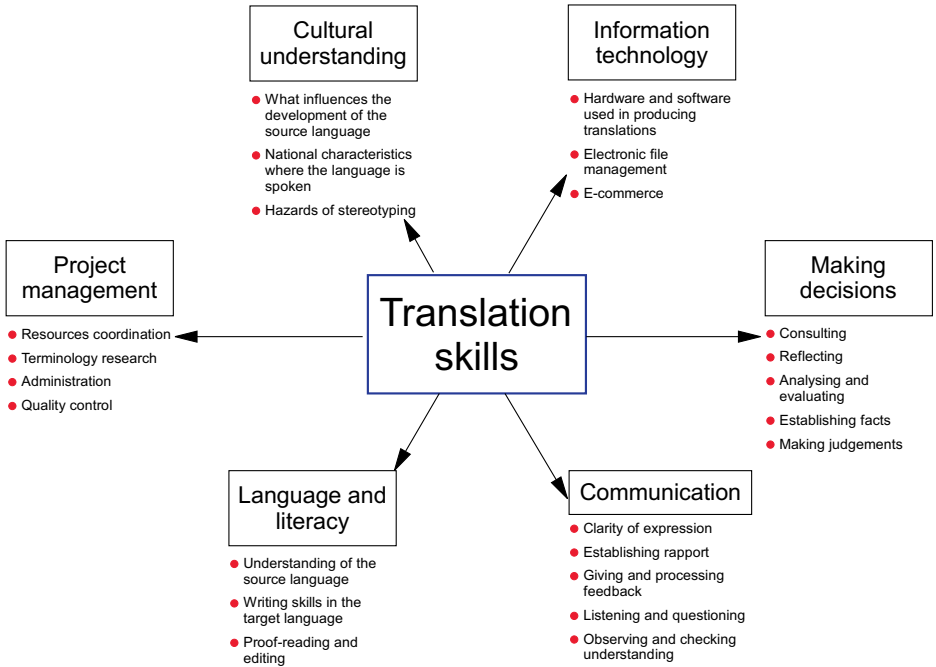 Cultural
understanding
● What influences the
development of the
source language
● National characteristics
where the language is
spoken
● Hazards of stereotyping
Information
technology
● Hardware and software
used in producing
translations
● Electronic file
management
● E-commerce
Project
management
● Resources coordination
● Terminology research
● Administration
● Quality control
Translation
skills
Making
decisions
● Consulting
● Reflecting
● Analysing and
evaluating
● Establishing facts
● Making judgements
Language and
literacy
● Understanding of the
source language
● Writing skills in the
target language
● Proof-reading and
editing
Communication
● Clarity of expression
● Establishing rapport
● Giving and processing
feedback
● Listening and questioning
● Observing and checking
understanding